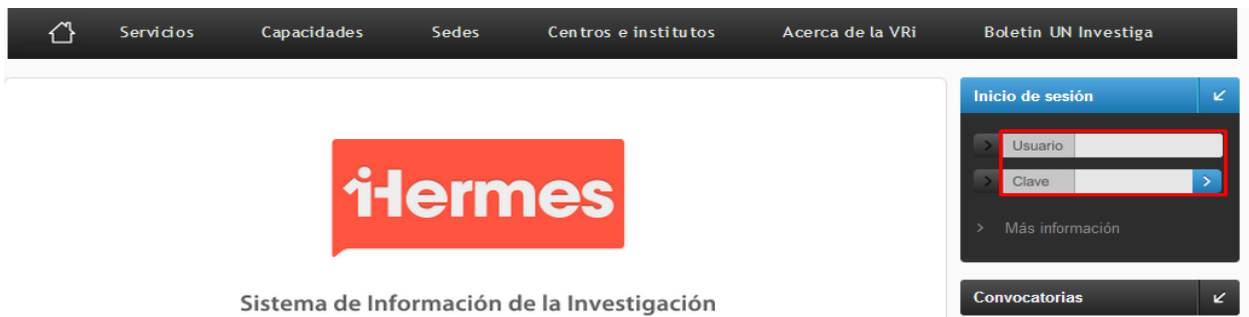 Servicios Capacidades Sedes Centros e institutos Acerca de la VRi Boletin UN Investiga
Inicio de sesión
Usuario
Clave
Más información
Convocatorias
Hermes
Sistema de Información de la Investigación